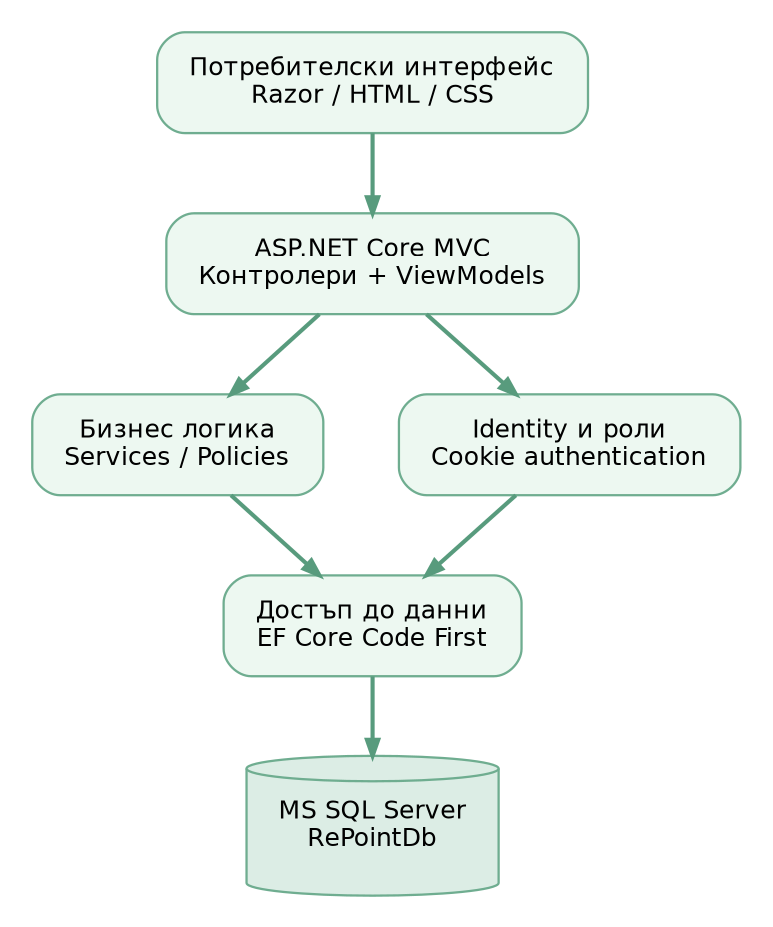 Потребителски интерфейс
Razor / HTML / CSS
ASP.NET Core MVC
Контролери + ViewModels
Бизнес логика
Services / Policies
Identity и роли
Cookie authentication
Достъп до данни
EF Core Code First
MS SQL Server
RePointDb